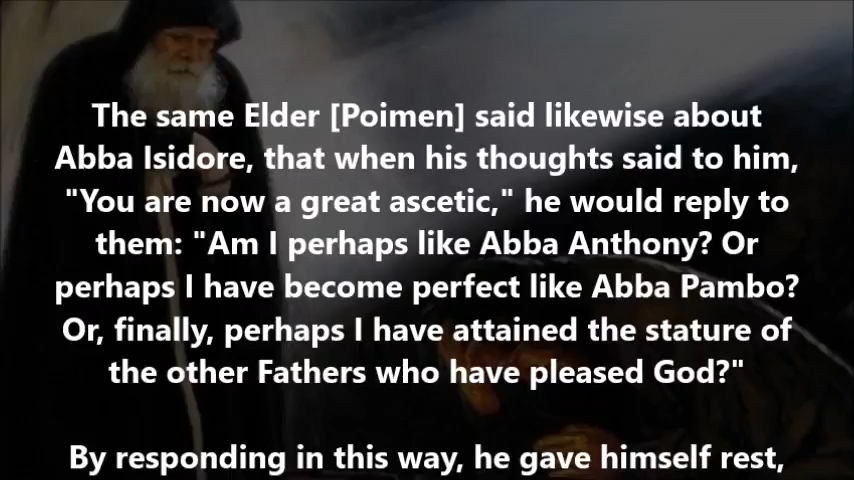 The same Elder [Poimen] said likewise about
Abba Isidore, that when his thoughts said to him,
"You are now a great ascetic," he would reply to
them: "Am I perhaps like Abba Anthony? Or
perhaps I have become perfect like Abba Pambo?
Or, finally, perhaps I have attained the stature of
the other Fathers who have pleased God?"
By responding in this way, he gave himself rest,